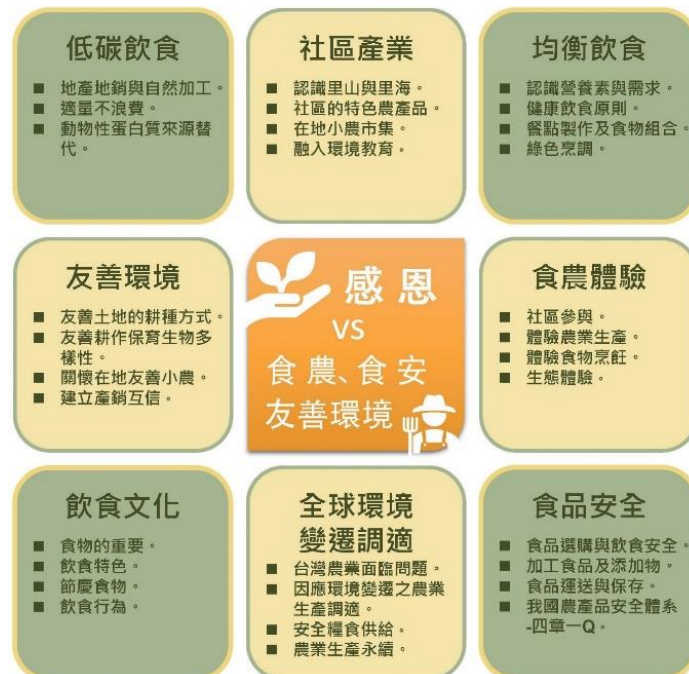 低碳飲食
■ 地產地銷與自然加工。
■ 適量不浪費。
■ 動物性蛋白質來源替
代。
社區產業
■ 認識里山與里海。
■ 社區的特色農產品。
■ 在地小農市集。
■ 融入環境教育。
均衡飲食
■ 認識營養素與需求。
■ 健康飲食原則。
■ 餐點製作及食物組合。
■ 綠色烹調。
友善環境
■ 友善土地的耕種方式。
■ 友善耕作保育生物多
樣性。
■ 關懷在地友善小農。
■ 建立產銷互信。
感恩
VS
食農、食安
友善環境
食農體驗
■ 社區參與。
■ 體驗農業生產。
■ 體驗食物烹飪。
■ 生態體驗。
飲食文化
■ 食物的重要。
■ 飲食特色。
■ 節慶食物。
■ 飲食行為。
全球環境
變遷調適
■ 台灣農業面臨問題。
■ 因應環境變遷之農業
生產調適。
■ 安全糧食供給。
■ 農業生產永續。
食品安全
■ 食品選購與飲食安全。
■ 加工食品及添加物。
■ 食品運送與保存。
■ 我國農產品安全體系
-四章一Q。